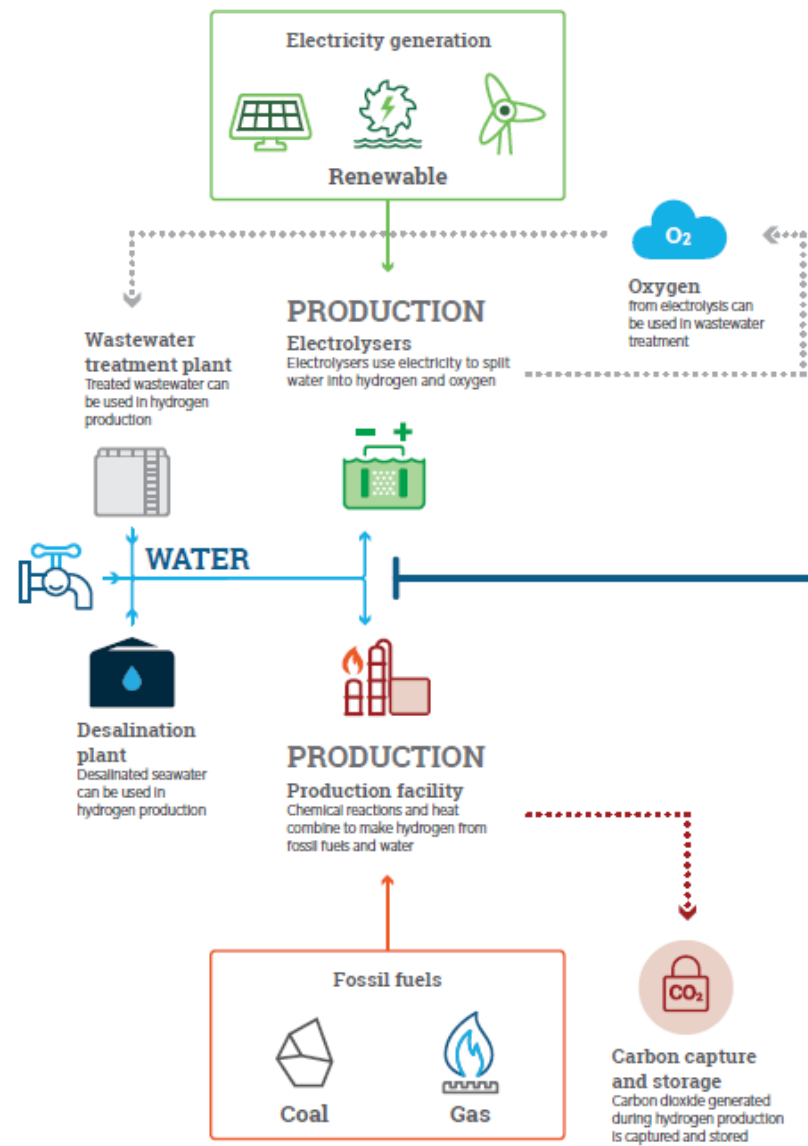 Electricity generation
Renewable
O₂
Oxygen
from electrolysis can
be used in wastewater
treatment
PRODUCTION
Electrolysers
Electrolysers use electricity to split
water into hydrogen and oxygen
Wastewater
treatment plant
Treated wastewater can
be used in hydrogen
production
- +
WATER
Desalination
plant
Desalinated seawater
can be used in
hydrogen production
PRODUCTION
Production facility
Chemical reactions and heat
combine to make hydrogen from
fossil fuels and water
Fossil fuels
Coal
Gas
CO₂
Carbon capture
and storage
Carbon dioxide generated
during hydrogen production
is captured and stored